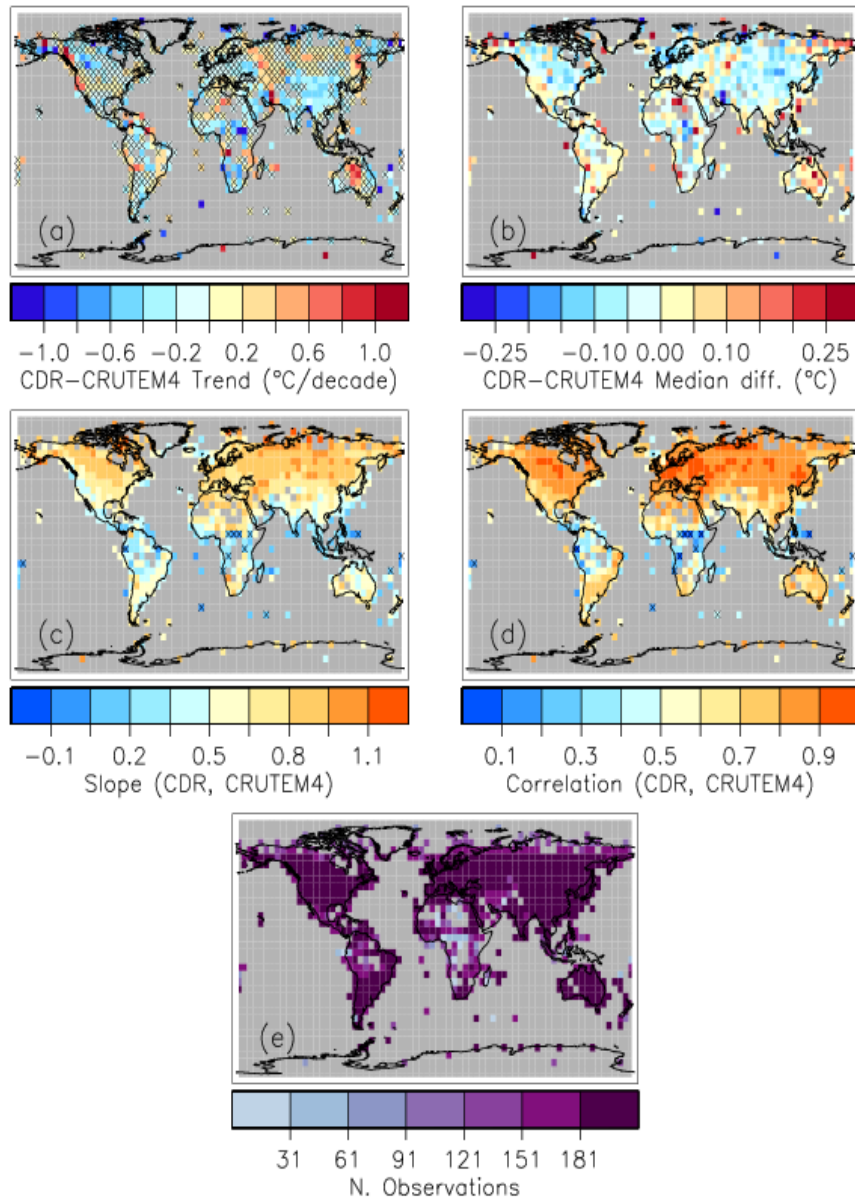 (a) (b)
−1.0 −0.6 −0.2 0.2 0.6 1.0
CDR−CRUTEM4 Trend (°C/decade)
−0.25 −0.10 0.00 0.10 0.25
CDR−CRUTEM4 Median diff. (°C)
(c) (d)
−0.1 0.2 0.5 0.8 1.1
Slope (CDR, CRUTEM4)
0.1 0.3 0.5 0.7 0.9
Correlation (CDR, CRUTEM4)
(e)
31 61 91 121 151 181
N. Observations